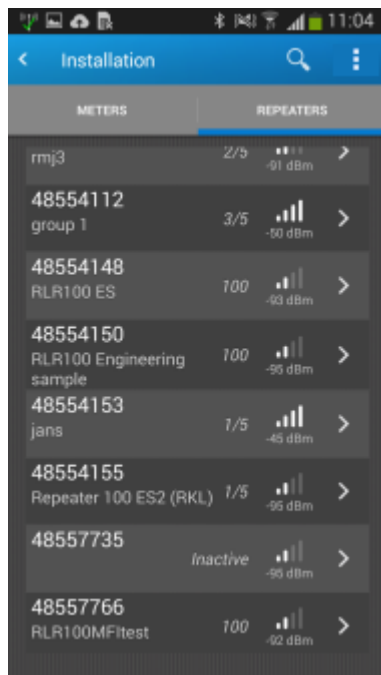 11:04
Installation
METERS REPEATERS
rmj3 2/5 -91 dBm
48554112
group 1 3/5 -50 dBm
48554148
RLR100 ES 100 -93 dBm
48554150
RLR100 Engineering
sample 100 -95 dBm
48554153
jans 1/5 -45 dBm
48554155
Repeater 100 ES2 (RKL) 1/5 -95 dBm
48557735
Inactive -95 dBm
48557766
RLR100MFItest 100 -92 dBm